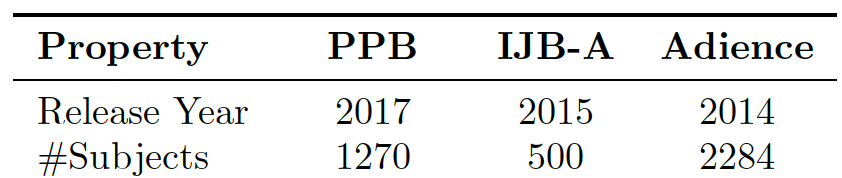 Property PPB IJB-A Adience
Release Year 2017 2015 2014
#Subjects 1270 500 2284